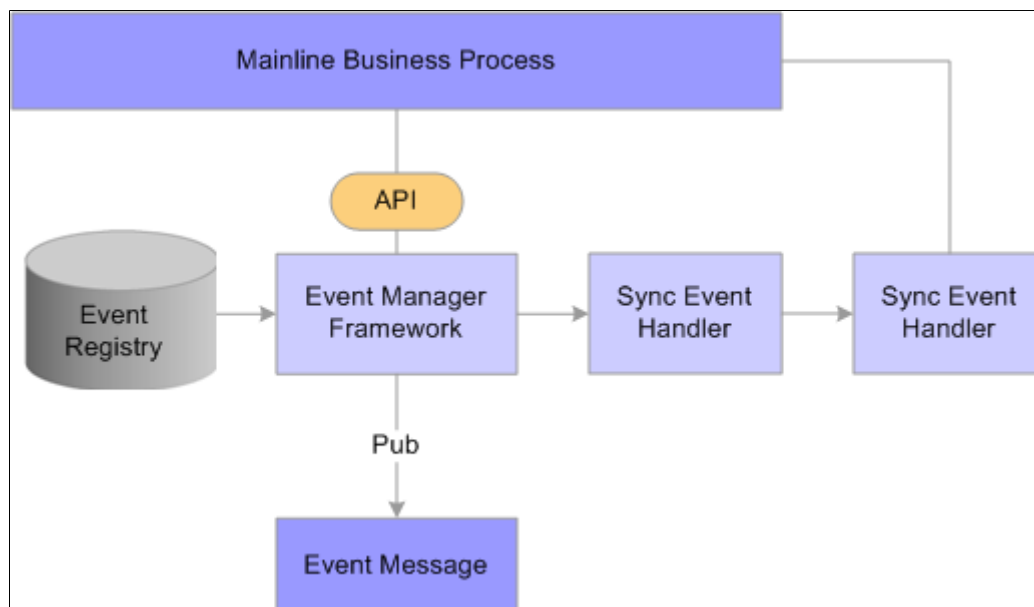 Mainline Business Process
API
Event
Registry
Event Manager
Framework
Sync Event
Handler
Sync Event
Handler
Pub
Event Message